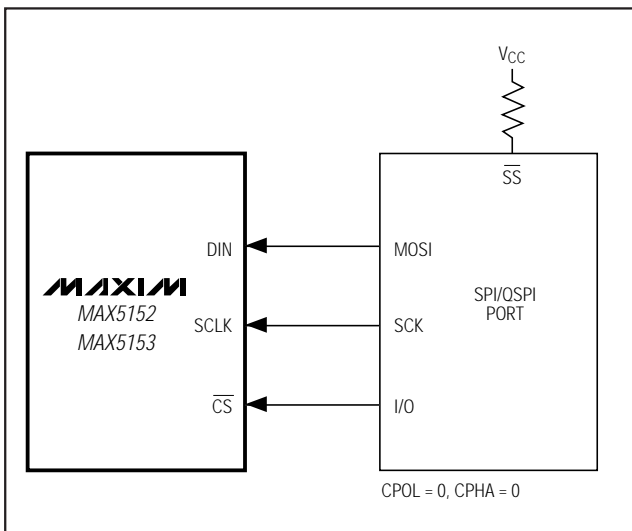 VCC
SS
DIN
MOSI
MAXIM
MAX5152
MAX5153
SCLK
SCK
SPI/QSPI
PORT
CS
I/O
CPOL = 0, CPHA = 0